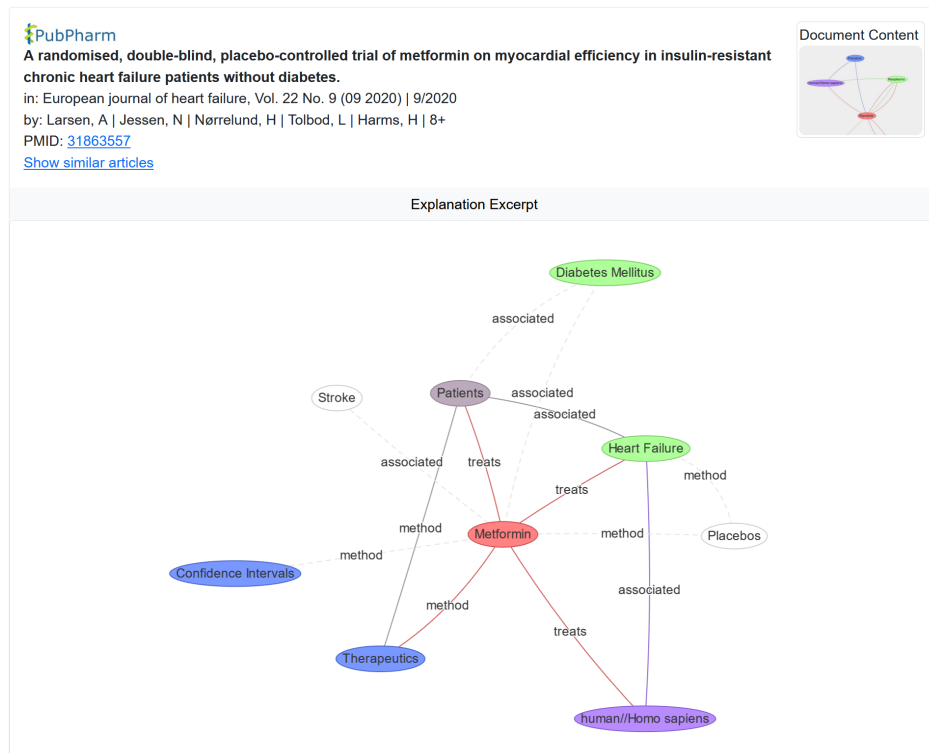 PubPharm
Document Content
A randomised, double-blind, placebo-controlled trial of metformin on myocardial efficiency in insulin-resistant
chronic heart failure patients without diabetes.
in: European journal of heart failure, Vol. 22 No. 9 (09 2020) | 9/2020
by: Larsen, A | Jessen, N | Nørrelund, H | Tolbod, L | Harms, H | 8+
PMID: 31863557
Show similar articles
Explanation Excerpt
Diabetes Mellitus
associated
Patients
associated
Stroke
associated
Heart Failure
associated
treats
method
treats
method
Metformin
method
Placebos
method
Confidence Intervals
associated
method
treats
Therapeutics
human//Homo sapiens